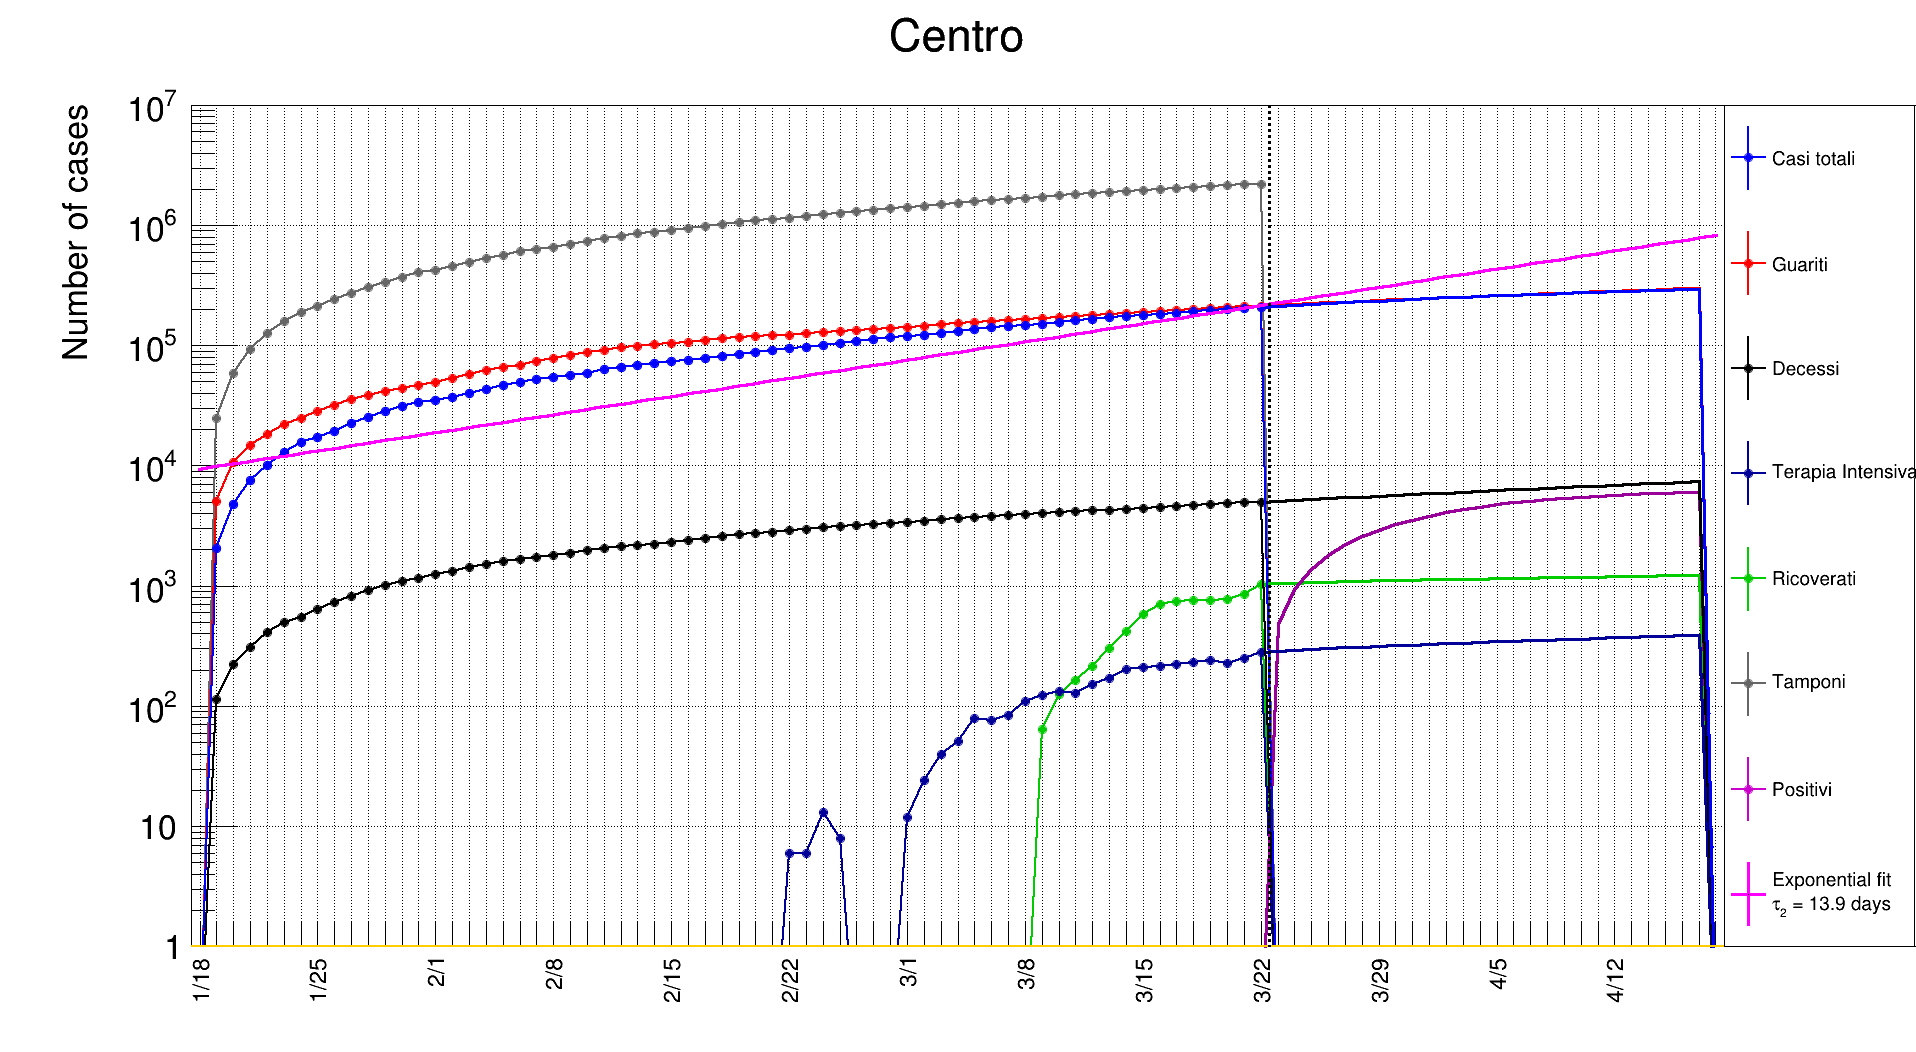 Centro
Number of cases
10^7
10^6
10^5
10^4
10^3
10^2
10
1
1/18
1/25
2/1
2/8
2/15
2/22
3/1
3/8
3/15
3/22
3/29
4/5
4/12
Casi totali
Guariti
Decessi
Terapia Intensiva
Ricoverati
Tamponi
Positivi
Exponential fit
τ_2 = 13.9 days